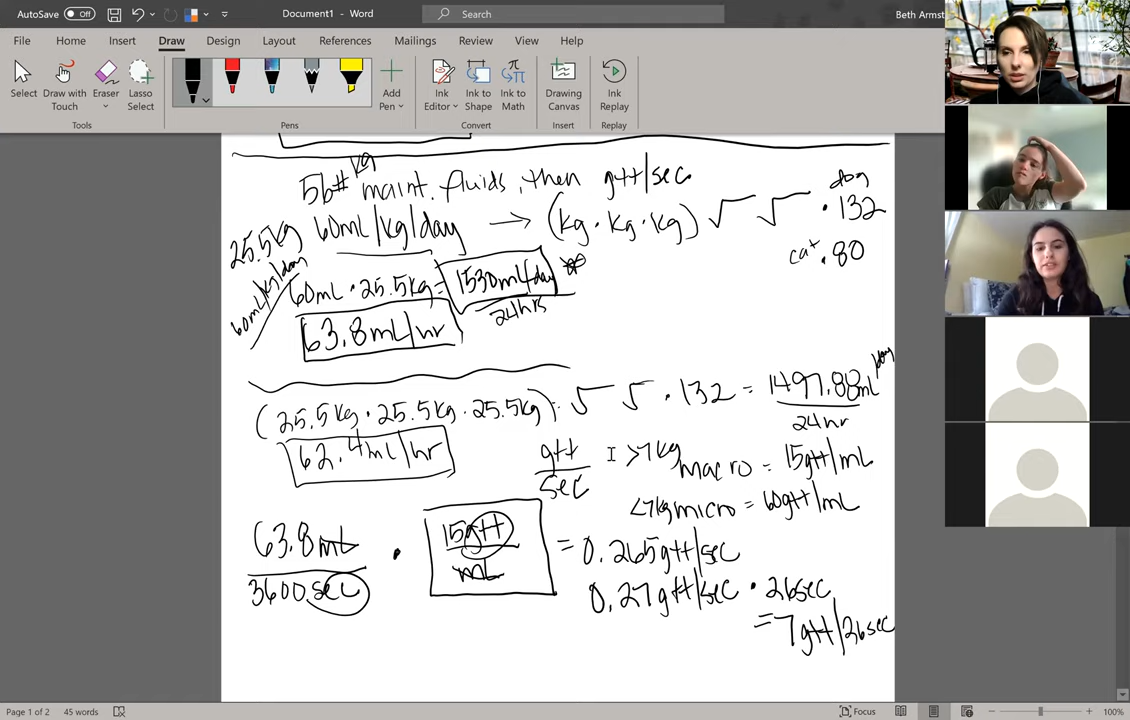 AutoSave Off Document1 - Word Search Beth Armst
File Home Insert Draw Design Layout References Mailings Review View Help
Select Draw with Touch Eraser Lasso Select Add Pen Ink Editor Ink to Shape Ink to Math Drawing Canvas Ink Replay
Tools Pens Convert Insert Replay
kg
56# maint. fluids, then gtt/sec
dog
25.5kg 60mL/kg/day → (kg · kg · kg) √ √ · 132
cat · 80
60mL/kg/day
60mL · 25.5kg = 1530mL/day
24hrs
63.8mL/hr
(25.5kg · 25.5kg · 25.5kg) · √ √ · 132 = 1497.88mL/day
24hr
62.4mL/hr
gtt
sec
>7kg macro = 15gtt/mL
<7kg micro = 60gtt/mL
63.8mL
3600sec
· 15gtt
mL
= 0.265gtt/sec
0.27gtt/sec · 26sec
= 7gtt/26sec
Page 1 of 2 45 words Focus 100%